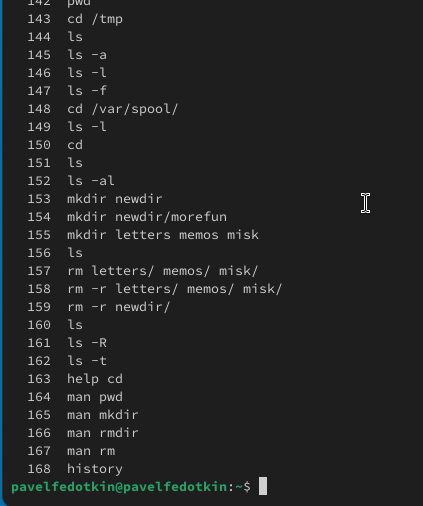 142 pwd
143 cd /tmp
144 ls
145 ls -a
146 ls -l
147 ls -f
148 cd /var/spool/
149 ls -l
150 cd
151 ls
152 ls -al
153 mkdir newdir
154 mkdir newdir/morefun
155 mkdir letters memos misk
156 ls
157 rm letters/ memos/ misk/
158 rm -r letters/ memos/ misk/
159 rm -r newdir/
160 ls
161 ls -R
162 ls -t
163 help cd
164 man pwd
165 man mkdir
166 man rmdir
167 man rm
168 history
pavelfedotkin@pavelfedotkin:~$